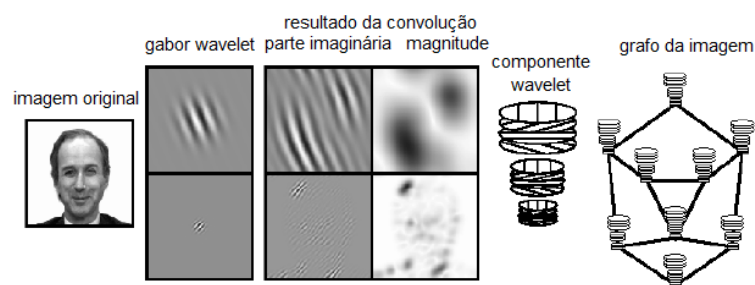 imagem original
gabor wavelet
resultado da convolução
parte imaginária magnitude
componente
wavelet
grafo da imagem